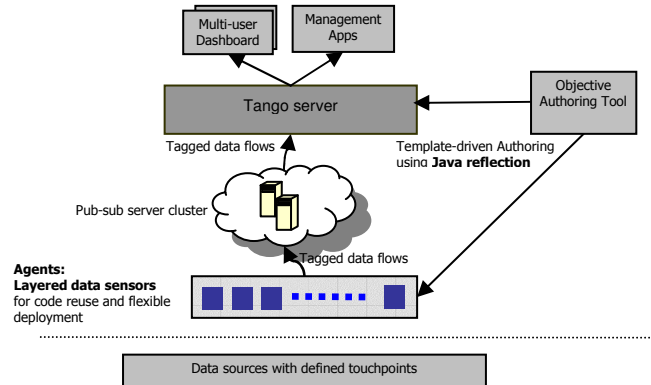 Multi-user
Dashboard
Management
Apps
Tango server
Objective
Authoring Tool
Tagged data flows
Template-driven Authoring
using Java reflection
Pub-sub server cluster
Tagged data flows
Agents:
Layered data sensors
for code reuse and flexible
deployment
Data sources with defined touchpoints